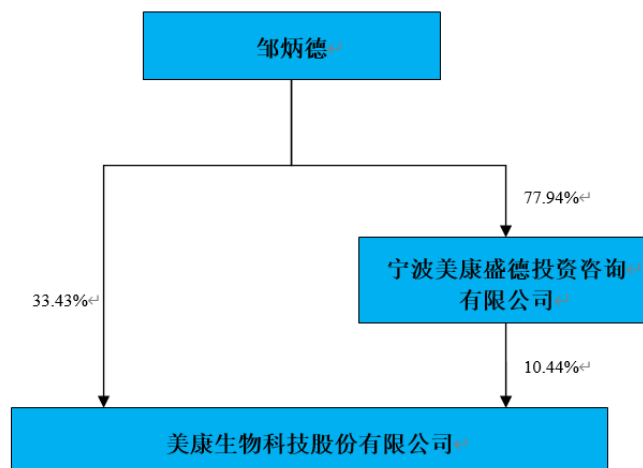 邹炳德
77.94%
宁波美康盛德投资咨询
有限公司
33.43%
10.44%
美康生物科技股份有限公司